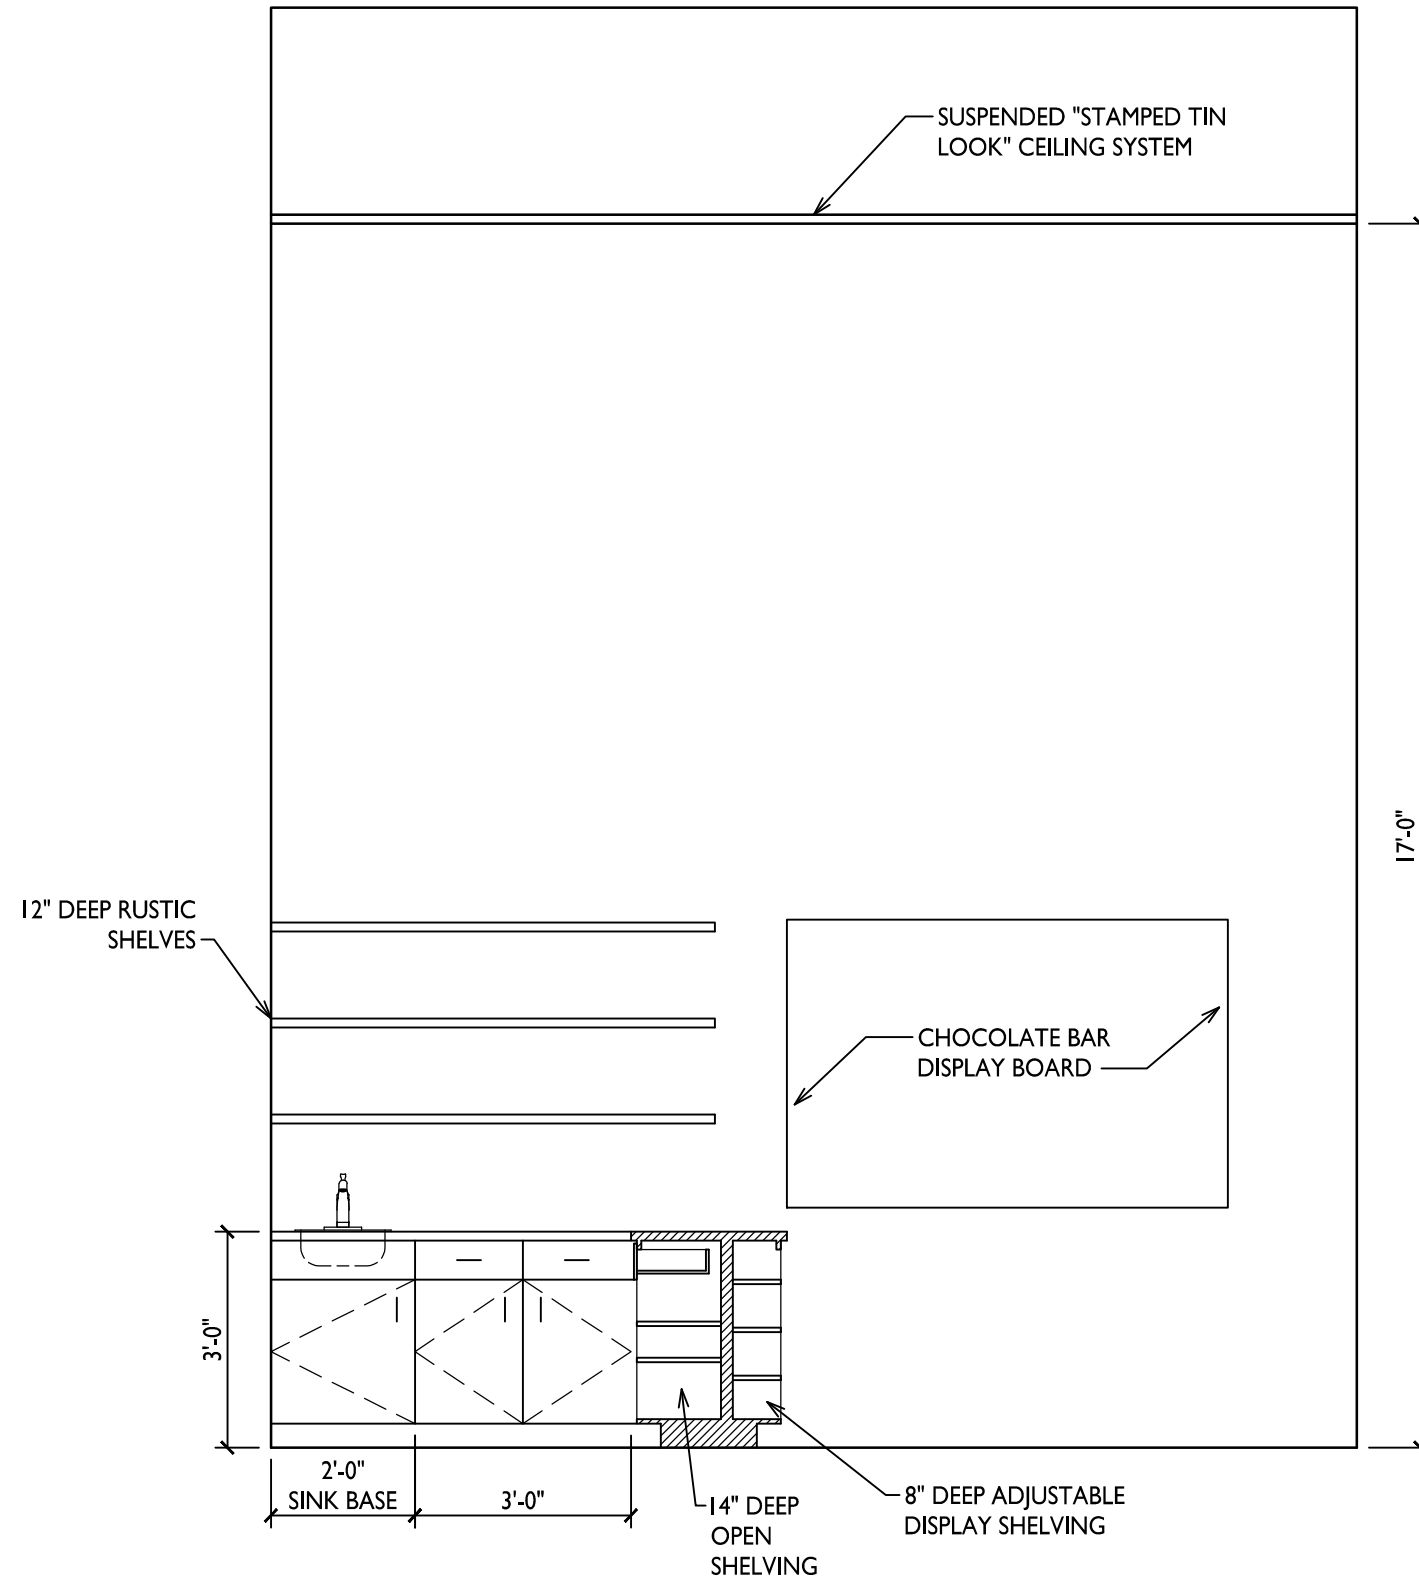 SUSPENDED "STAMPED TIN
LOOK" CEILING SYSTEM
17'-0"
12" DEEP RUSTIC
SHELVES
CHOCOLATE BAR
DISPLAY BOARD
3'-0"
2'-0"
SINK BASE
3'-0"
14" DEEP
OPEN
SHELVING
8" DEEP ADJUSTABLE
DISPLAY SHELVING